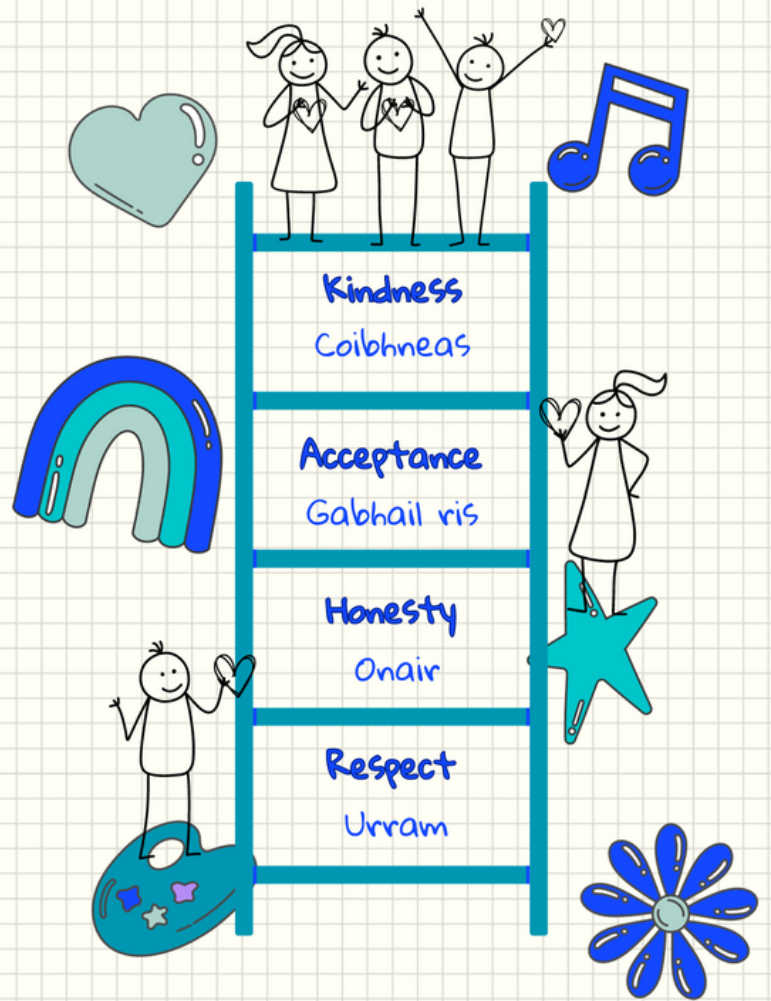 Kindness
Coibhneas
Acceptance
Gabhail ris
Honesty
Onair
Respect
Urram